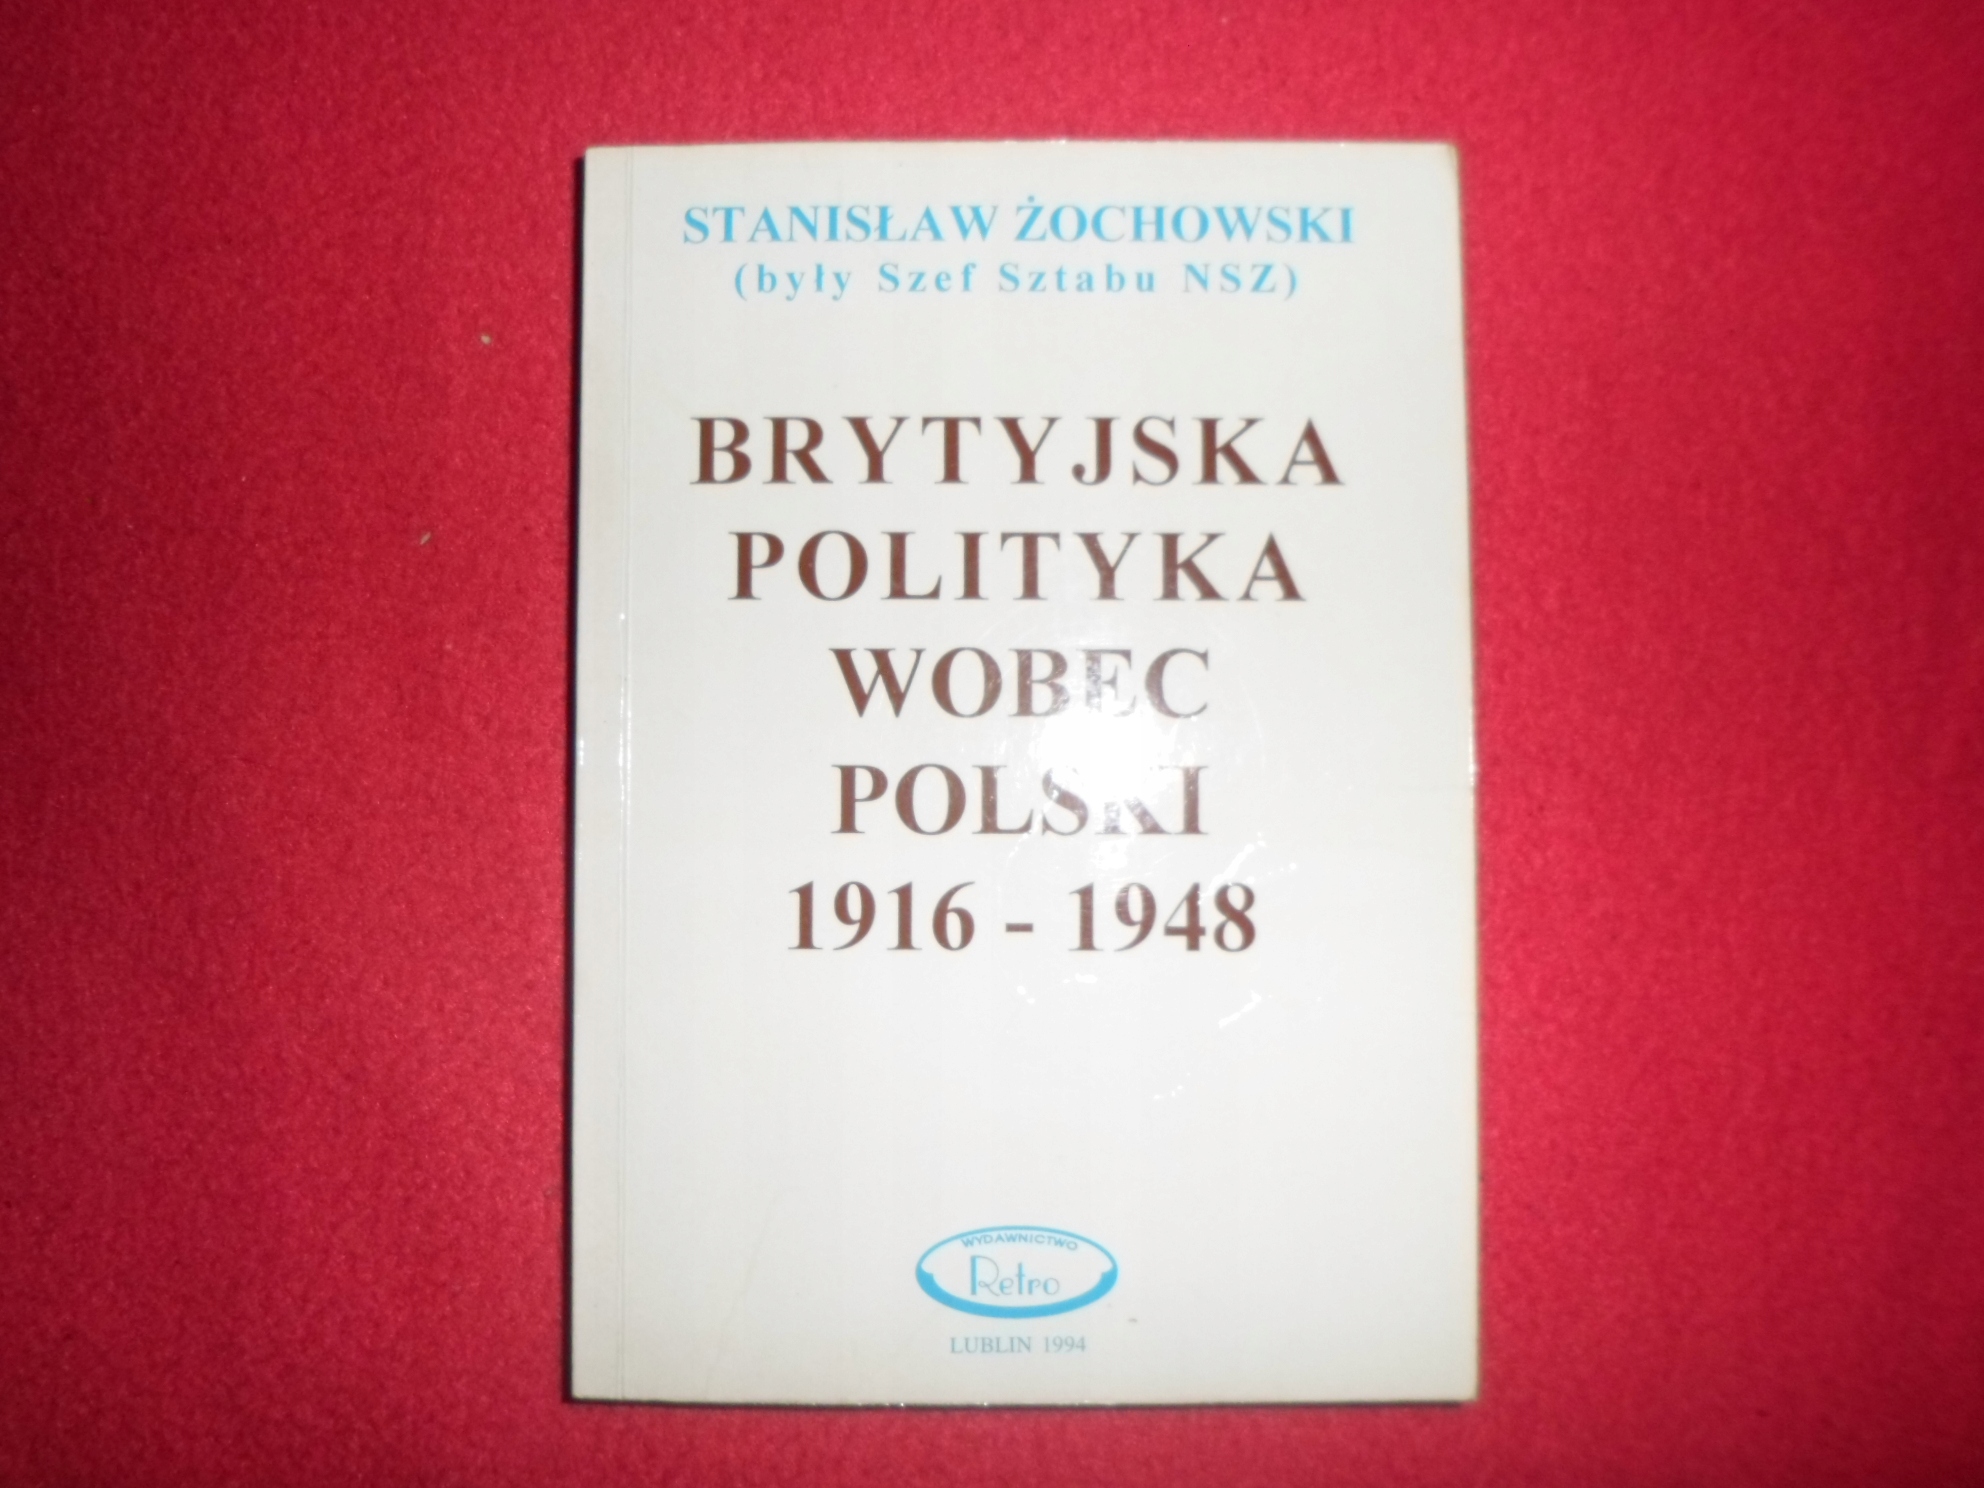 STANISŁAW ŻOCHOWSKI
(były Szef Sztabu NSZ)
BRYTYJSKA
POLITYKA
WOBEC
POLSKI
1916 - 1948
WYDAWNICTWO
Retro
LUBLIN 1994